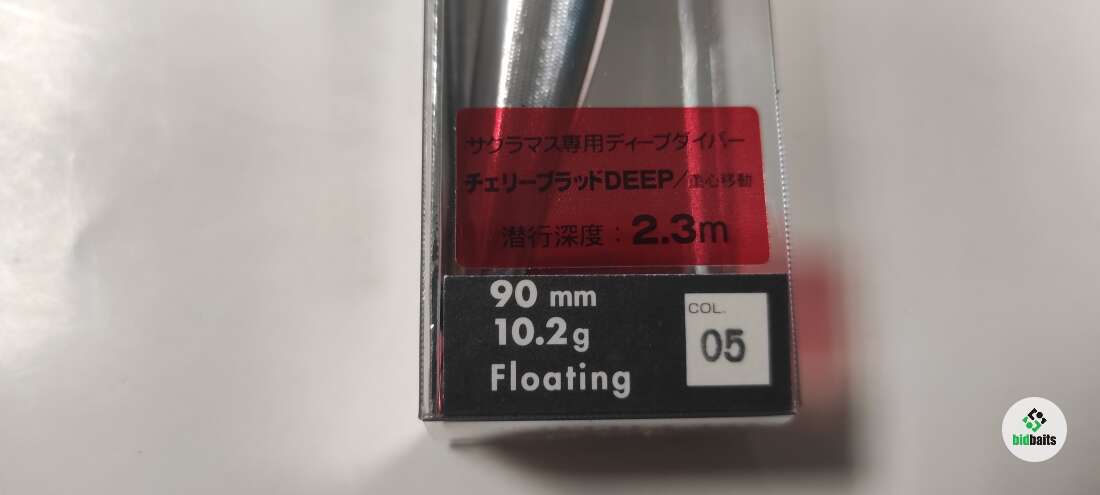 サクラマス専用ディープダイバー
チェリーブラッドDEEP/重心移動
潜行深度：2.3m
90 mm
10.2g
Floating
COL.
05
bidbaits